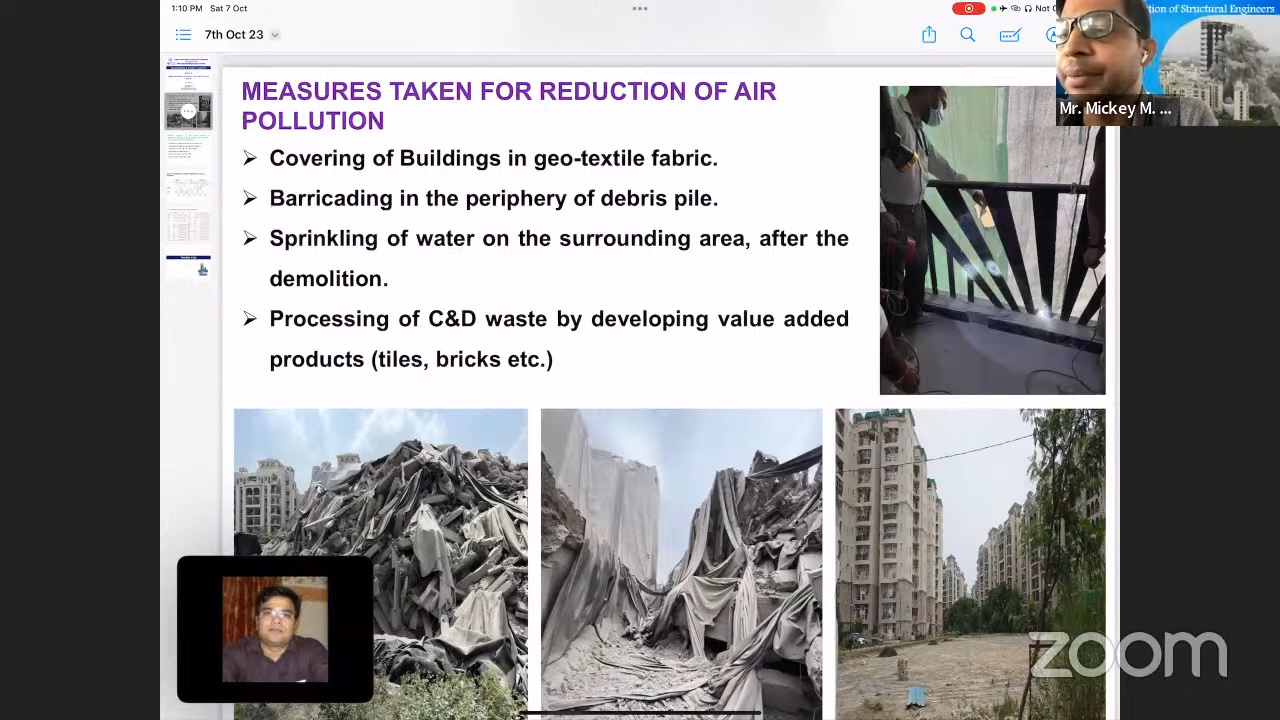 1:10 PM Sat 7 Oct
Not
tion of Structural Engineers
7th Oct 23
Mr. Mickey M. ...
MEASURES TAKEN FOR REDUCTION OF AIR
POLLUTION
➢ Covering of Buildings in geo-textile fabric.
➢ Barricading in the periphery of debris pile.
➢ Sprinkling of water on the surrounding area, after the
demolition.
➢ Processing of C&D waste by developing value added
products (tiles, bricks etc.)
THANK YOU
zoom